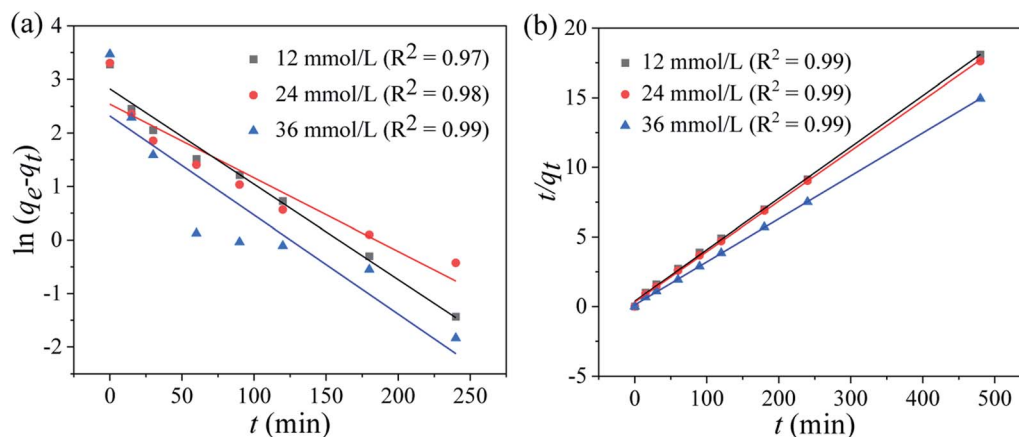 (a)
12 mmol/L (R² = 0.97)
24 mmol/L (R² = 0.98)
36 mmol/L (R² = 0.99)
ln (qe-qt)
4
3
2
1
0
-1
-2
0
50
100
150
200
250
t (min)
(b)
12 mmol/L (R² = 0.99)
24 mmol/L (R² = 0.99)
36 mmol/L (R² = 0.99)
t/qt
20
15
10
5
0
-5
0
100
200
300
400
500
t (min)